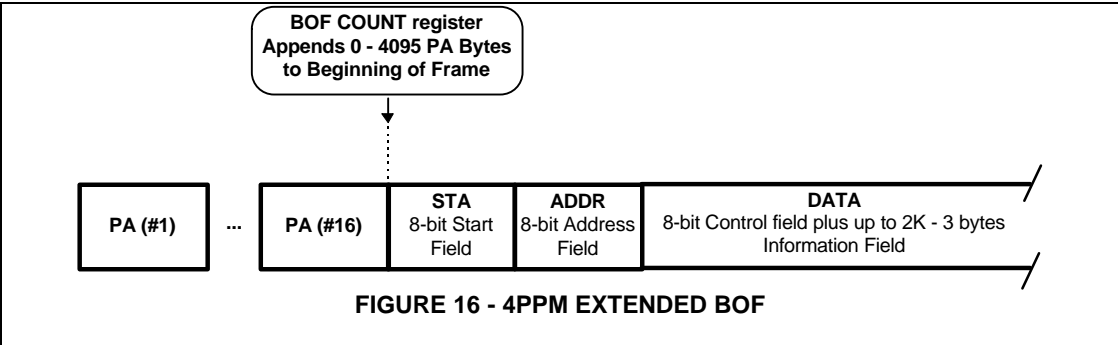 BOF COUNT register
Appends 0 - 4095 PA Bytes
to Beginning of Frame
PA (#1)
...
PA (#16)
STA
8-bit Start
Field
ADDR
8-bit Address
Field
DATA
8-bit Control field plus up to 2K - 3 bytes
Information Field
FIGURE 16 - 4PPM EXTENDED BOF